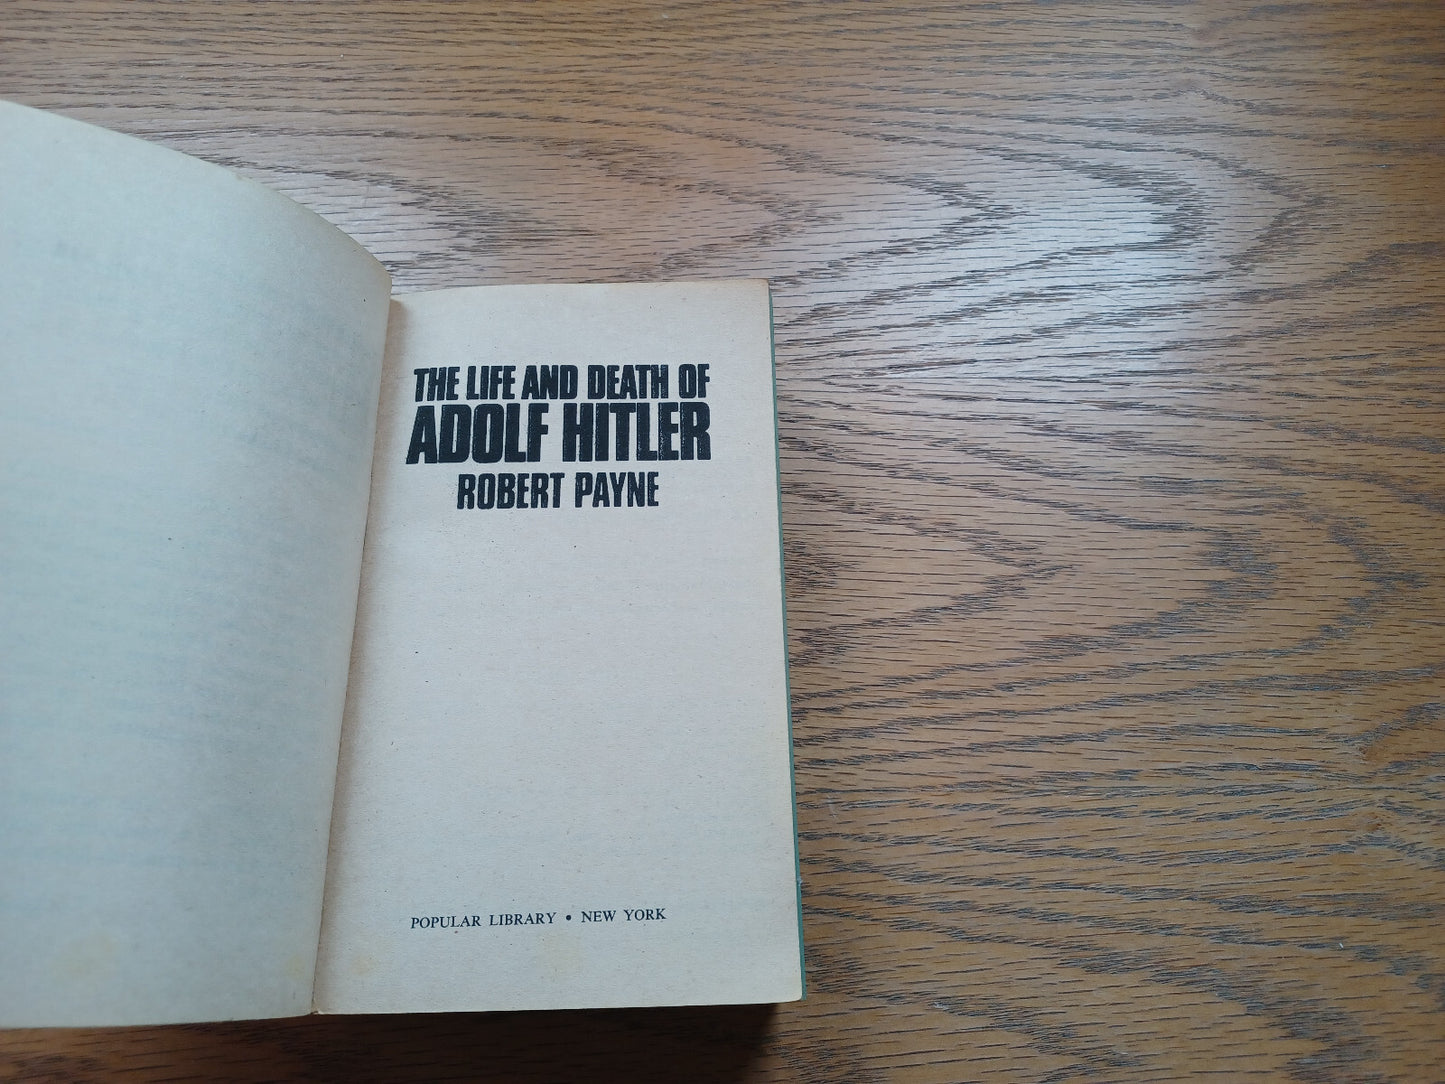 THE LIFE AND DEATH OF
ADOLF HITLER
ROBERT PAYNE
POPULAR LIBRARY • NEW YORK